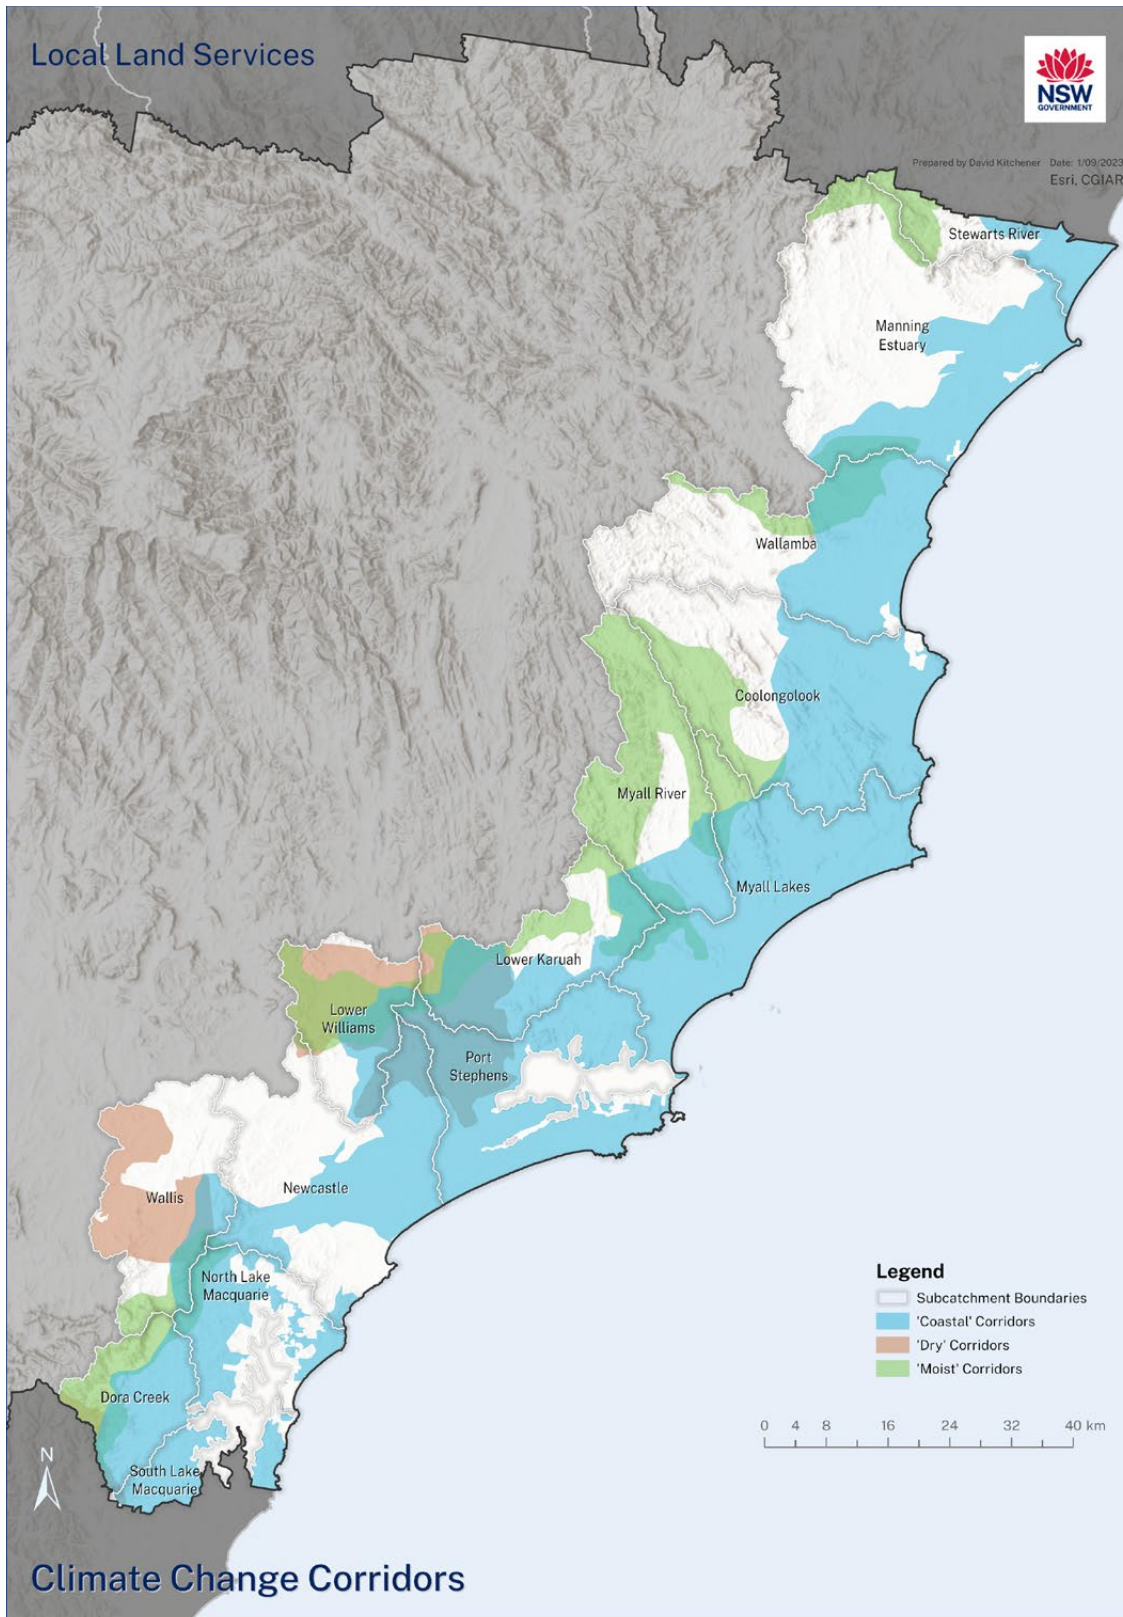 Local Land Services
NSW
GOVERNMENT
Prepared by David Kitchener Date: 1/09/2023
Esri, CGIAR
Stewarts River
Manning
Estuary
Wallamba
Coolongolook
Myall River
Myall Lakes
Lower Karuah
Lower
Williams
Port
Stephens
Wallis
Newcastle
North Lake
Macquarie
Dora Creek
South Lake
Macquarie
Legend
Subcatchment Boundaries
'Coastal' Corridors
'Dry' Corridors
'Moist' Corridors
0 4 8 16 24 32 40 km
N
Climate Change Corridors